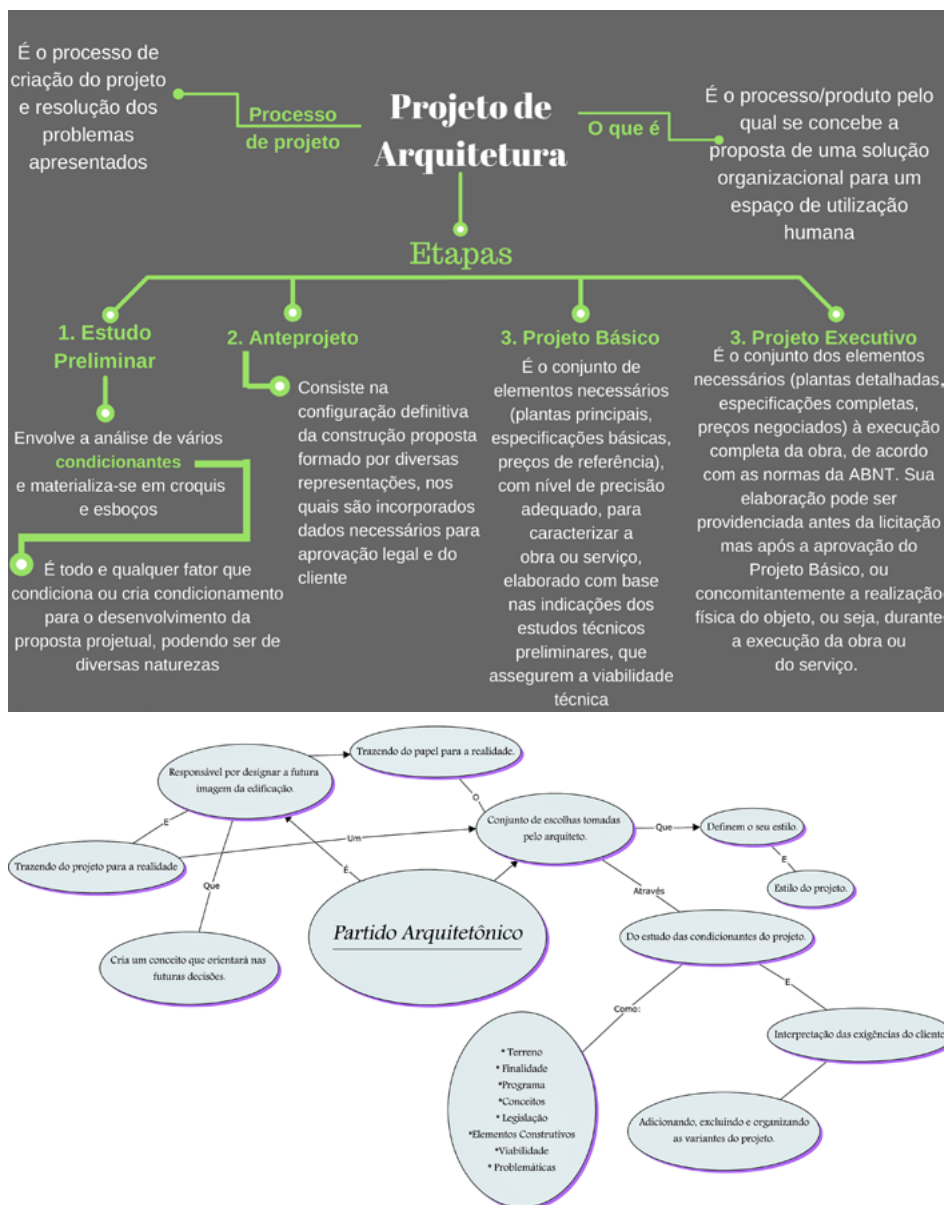 É o processo de
criação do projeto
e resolução dos
problemas
apresentados
Processo
de projeto
Projeto de
Arquitetura
O que é
É o processo/produto pelo
qual se concebe a
proposta de uma solução
organizacional para um
espaço de utilização
humana
Etapas
1. Estudo
Preliminar
Envolve a análise de vários
condicionantes
e materializa-se em croquis
e esboços
É todo e qualquer fator que
condiciona ou cria condicionamento
para o desenvolvimento da
proposta projetual, podendo ser de
diversas naturezas
2. Anteprojeto
Consiste na
configuração definitiva
da construção proposta
formado por diversas
representações, nos
quais são incorporados
dados necessários para
aprovação legal e do
cliente
3. Projeto Básico
É o conjunto de
elementos necessários
(plantas principais,
especificações básicas,
preços de referência),
com nível de precisão
adequado, para
caracterizar a
obra ou serviço,
elaborado com base
nas indicações dos
estudos técnicos
preliminares, que
assegurem a viabilidade
técnica
3. Projeto Executivo
É o conjunto dos elementos
necessários (plantas detalhadas,
especificações completas,
preços negociados) à execução
completa da obra, de acordo
com as normas da ABNT. Sua
elaboração pode ser
providenciada antes da licitação
mas após a aprovação do
Projeto Básico, ou
concomitantemente a realização
física do objeto, ou seja, durante
a execução da obra ou
do serviço.
Trazendo do papel para a realidade.
Responsável por designar a futura
imagem da edificação.
O
Conjunto de escolhas tomadas
pelo arquiteto.
Que
Definem o seu estilo.
E
Um
E
Trazendo do projeto para a realidade
Estilo do projeto.
Que
É
Através
Partido Arquitetônico
Do estudo das condicionantes do projeto.
Cria um conceito que orientará nas
futuras decisões.
Como:
E
Interpretação das exigências do cliente
* Terreno
* Finalidade
* Programa
*Conceitos
* Legislação
*Elementos Construtivos
*Viabilidade
* Problemáticas
Adicionando, excluindo e organizando
as variantes do projeto.